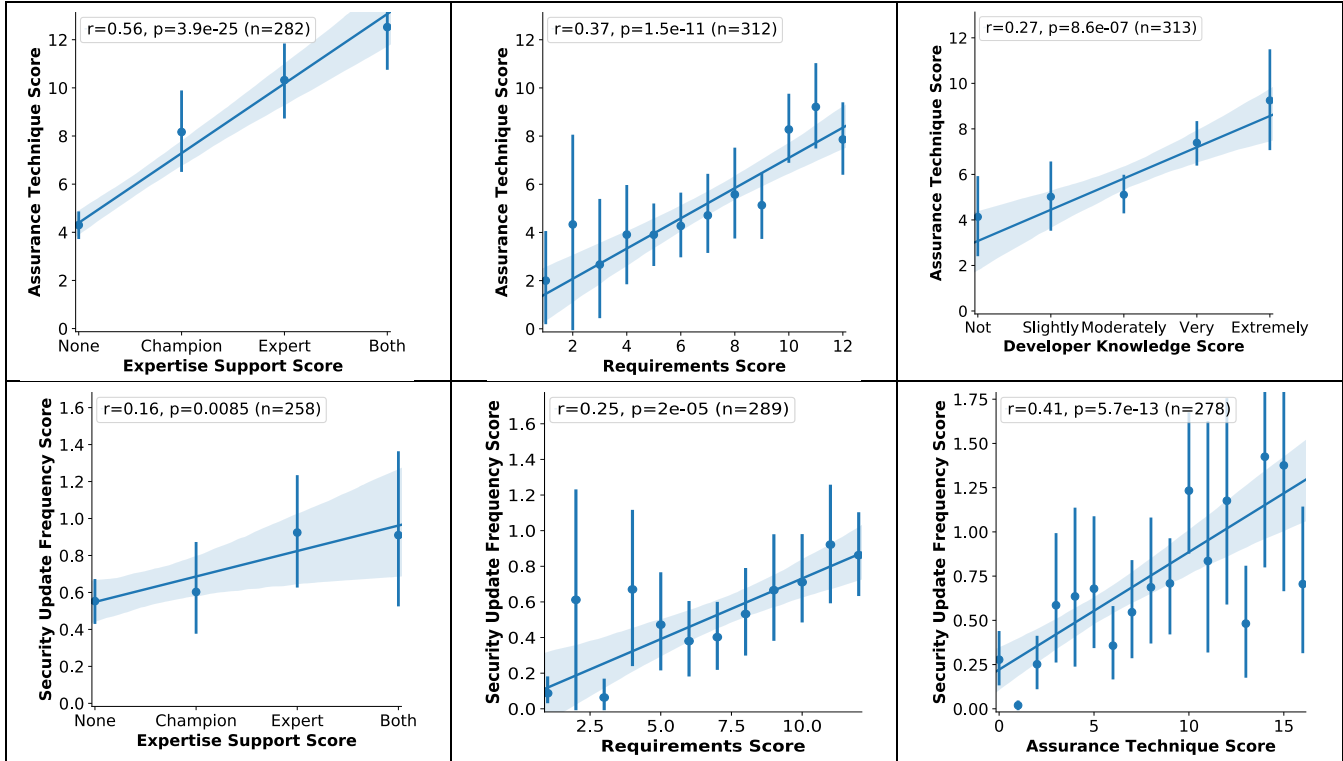 r=0.56, p=3.9e-25 (n=282)
Assurance Technique Score
12
10
8
6
4
2
0
None Champion Expert Both
Expertise Support Score
r=0.37, p=1.5e-11 (n=312)
Assurance Technique Score
12
10
8
6
4
2
0
2 4 6 8 10 12
Requirements Score
r=0.27, p=8.6e-07 (n=313)
Assurance Technique Score
12
10
8
6
4
2
0
Not Slightly Moderately Very Extremely
Developer Knowledge Score
r=0.16, p=0.0085 (n=258)
Security Update Frequency Score
1.6
1.4
1.2
1.0
0.8
0.6
0.4
0.2
0.0
None Champion Expert Both
Expertise Support Score
r=0.25, p=2e-05 (n=289)
Security Update Frequency Score
1.6
1.4
1.2
1.0
0.8
0.6
0.4
0.2
0.0
2.5 5.0 7.5 10.0
Requirements Score
r=0.41, p=5.7e-13 (n=278)
Security Update Frequency Score
1.75
1.50
1.25
1.00
0.75
0.50
0.25
0.00
0 5 10 15
Assurance Technique Score